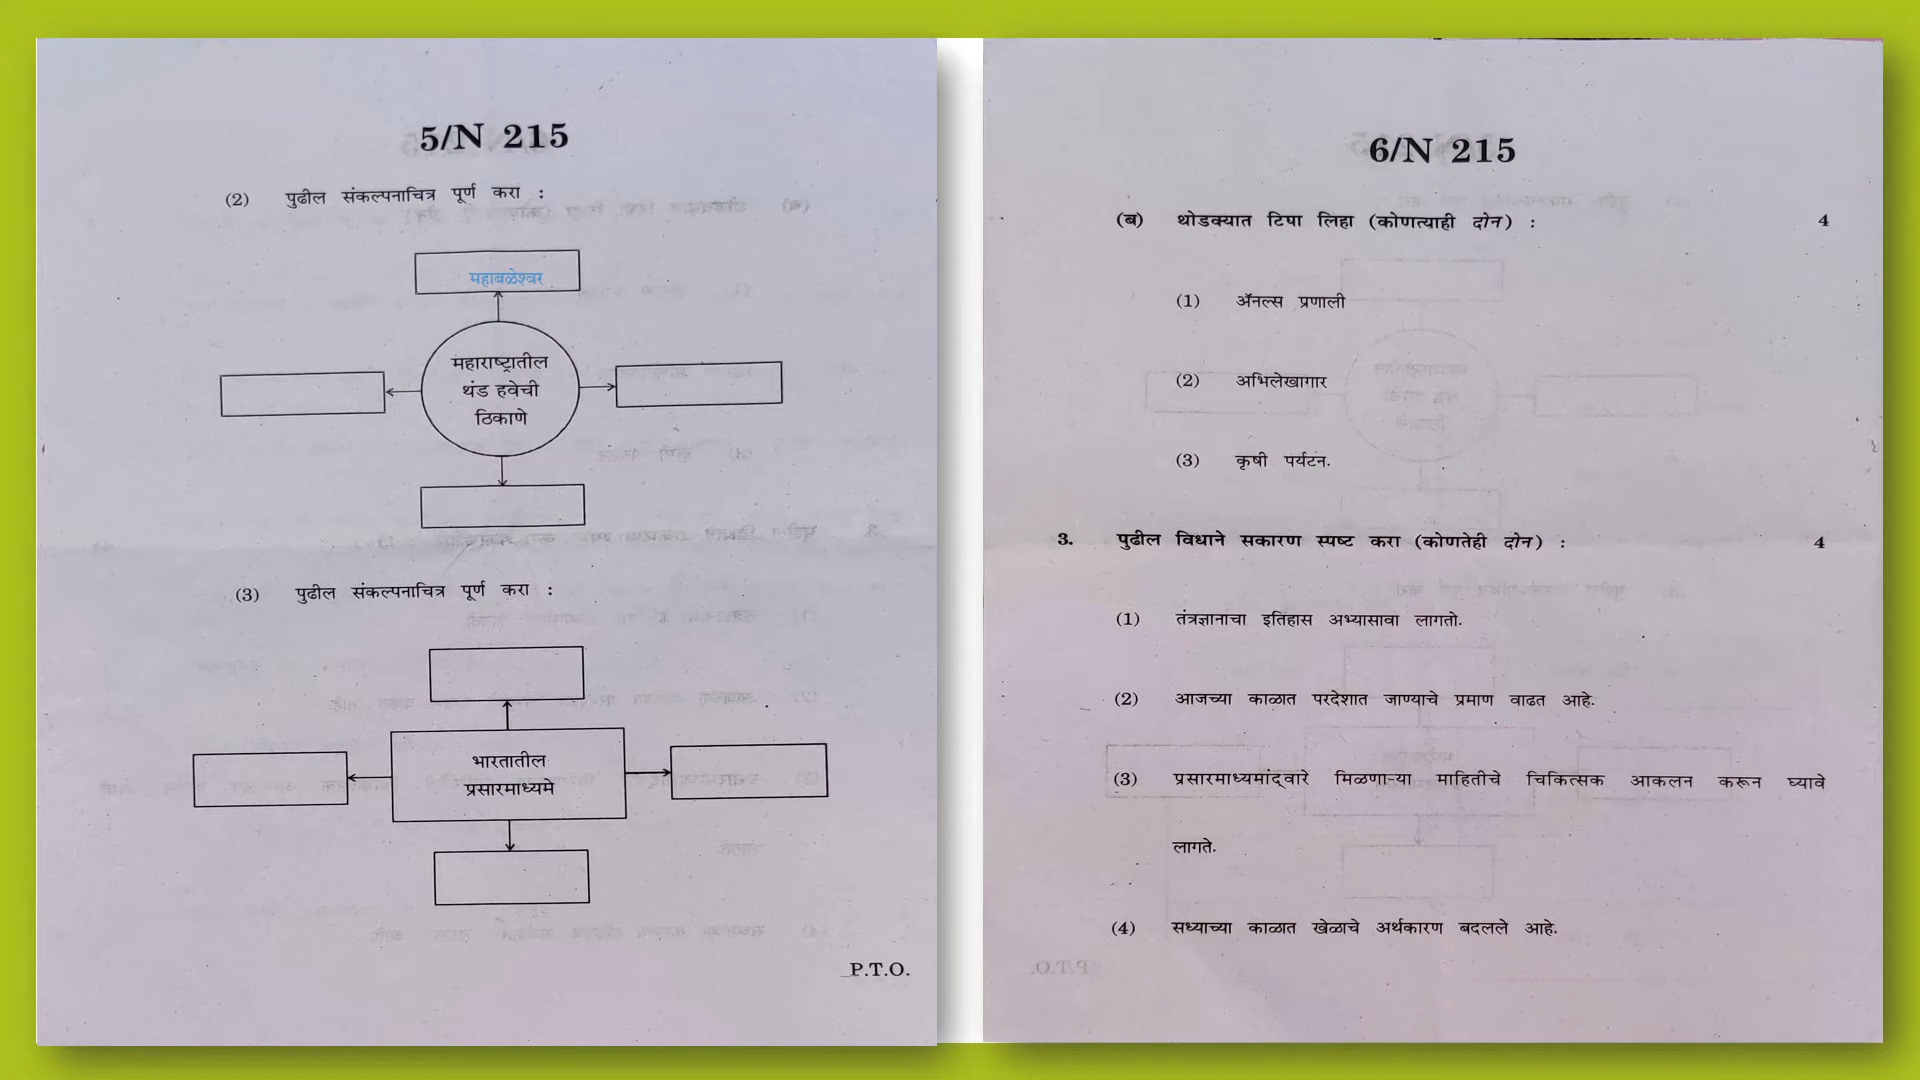 5/N 215
(2) पुढील संकल्पनाचित्र पूर्ण करा :
महाबळेश्वर
महाराष्ट्रातील
थंड हवेची
ठिकाणे
(3) पुढील संकल्पनाचित्र पूर्ण करा :
भारतातील
प्रसारमाध्यमे
P.T.O.
6/N 215
(ब) थोडक्यात टिपा लिहा (कोणत्याही दोन) : 4
(1) ॲनल्स प्रणाली
(2) अभिलेखागार
(3) कृषी पर्यटन.
3. पुढील विधाने सकारण स्पष्ट करा (कोणतेही दोन) : 4
(1) तंत्रज्ञानाचा इतिहास अभ्यासावा लागतो.
(2) आजच्या काळात परदेशात जाण्याचे प्रमाण वाढत आहे.
(3) प्रसारमाध्यमांद्वारे मिळणाऱ्या माहितीचे चिकित्सक आकलन करून घ्यावे
लागते.
(4) सध्याच्या काळात खेळाचे अर्थकारण बदलले आहे.